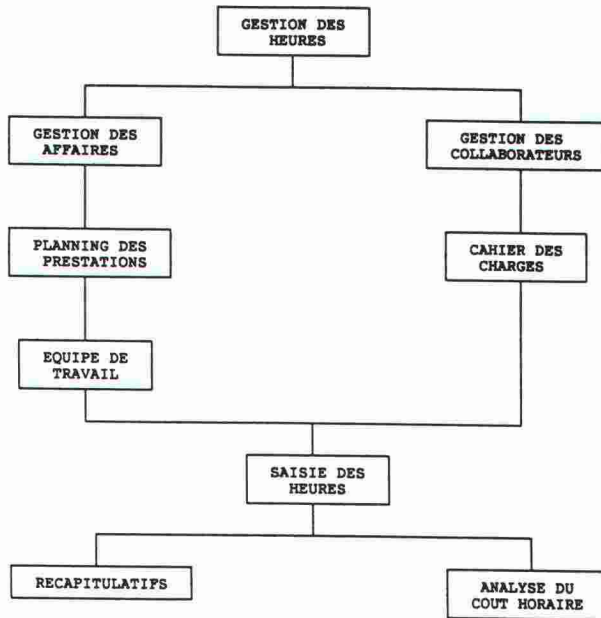 GESTION DES
HEURES
GESTION DES
AFFAIRES
GESTION DES
COLLABORATEURS
PLANNING DES
PRESTATIONS
CAHIER DES
CHARGES
EQUIPE DE
TRAVAIL
SAISIE DES
HEURES
RECAPITULATIFS
ANALYSE DU
COUT HORAIRE